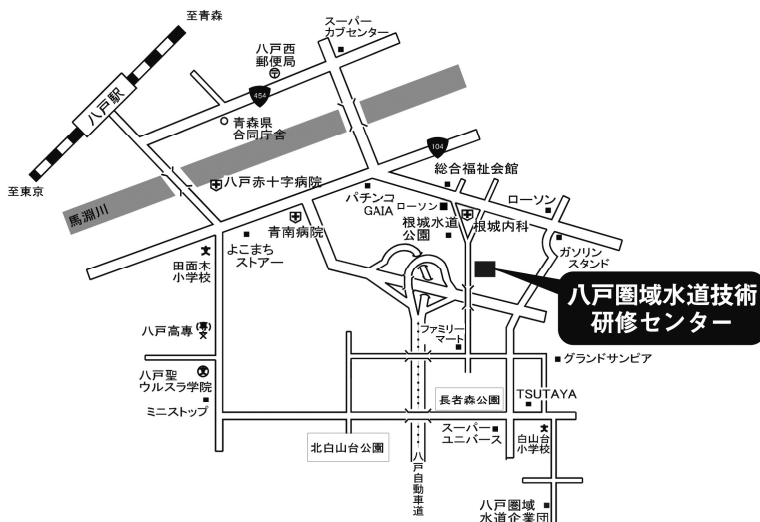 至青森
スーパー
カブセンター
八戸西
郵便局
454
八戸駅
青森県
合同庁舎
104
至東京
馬淵川
八戸赤十字病院
総合福祉会館
パチンコ
GAIA
ローソン
ローソン
根城水道
公園
根城内科
青南病院
よこまち
ストアー
ガソリン
スタンド
田面木
小学校
八戸圏域水道技術
研修センター
八戸高専
(専)
文
ファミリー
マート
グランドサンピア
八戸聖
ウルスラ学院
ミニストップ
長者森公園
TSUTAYA
北白山台公園
スーパー
ユニバース
白山台
小学校
八戸自動車道
八戸圏域
水道企業団